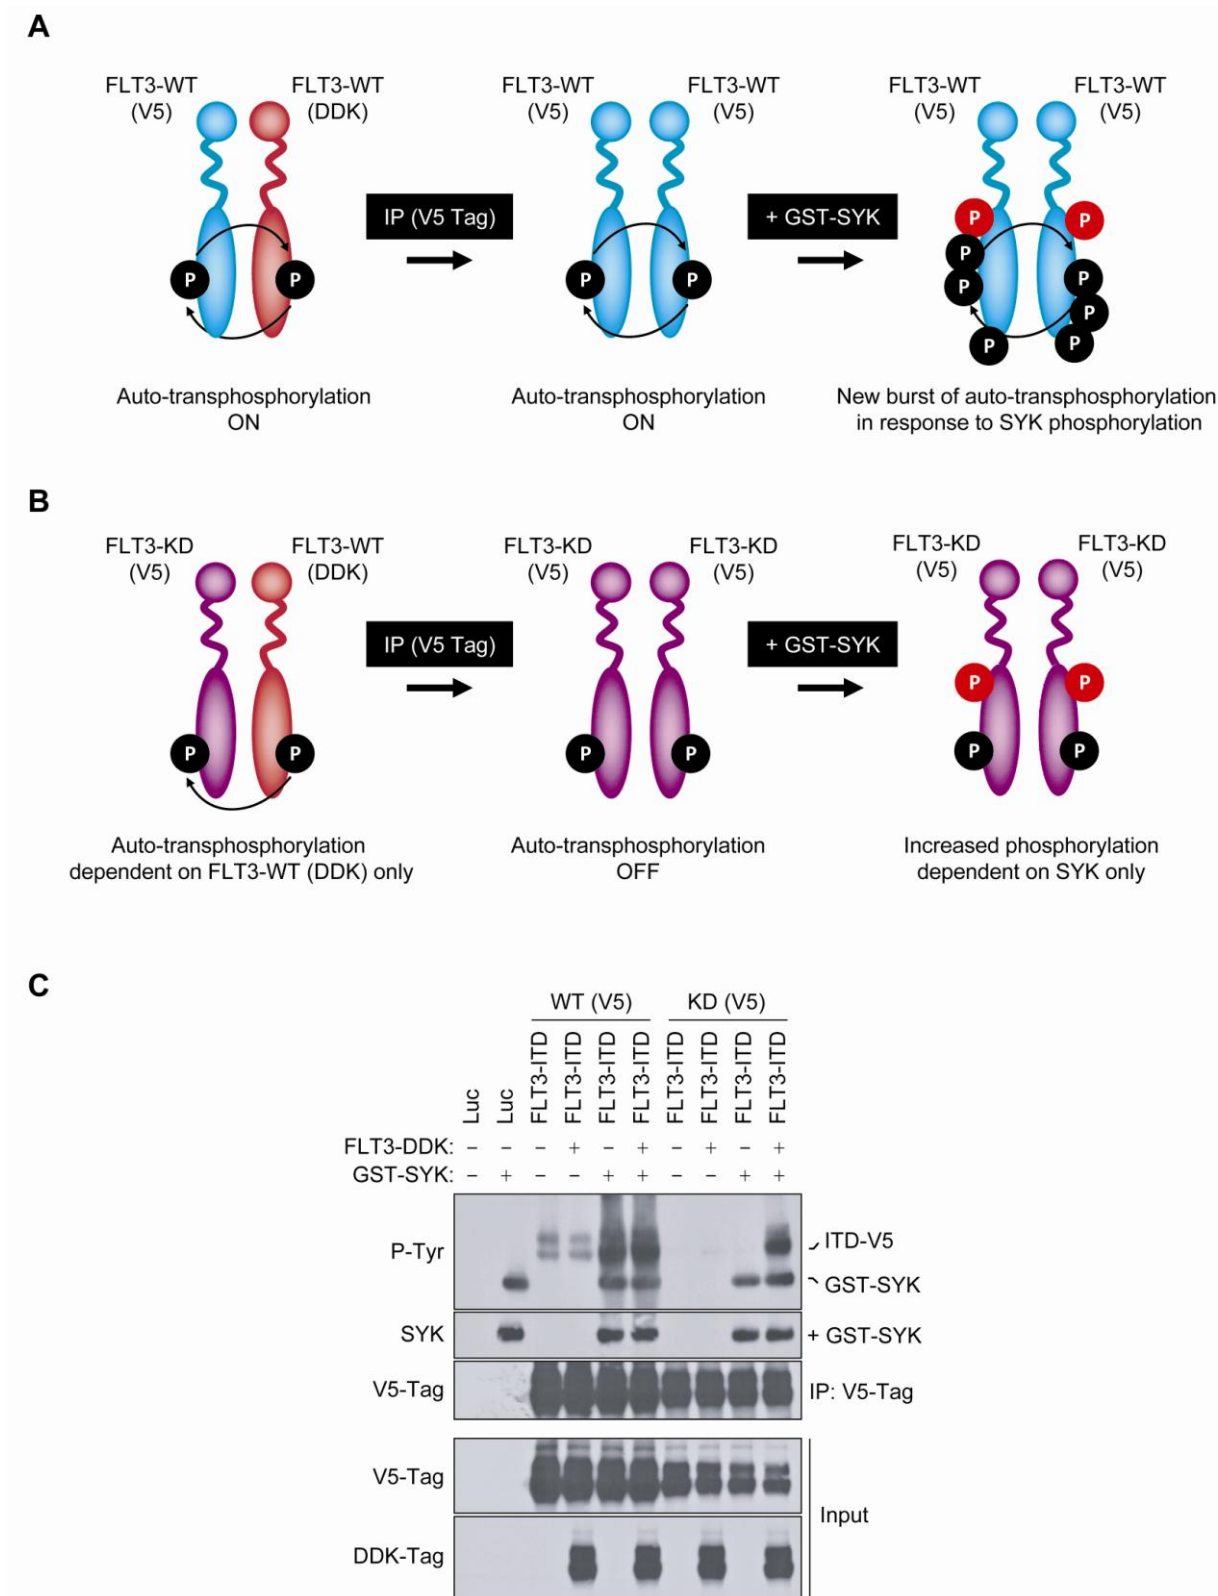 A
FLT3-WT
(V5)
FLT3-WT
(DDK)
FLT3-WT
(V5)
FLT3-WT
(V5)
FLT3-WT
(V5)
FLT3-WT
(V5)
IP (V5 Tag)
+ GST-SYK
P
P
P
P
P
P
P
P
P
P
P
P
Auto-transphosphorylation
ON
Auto-transphosphorylation
ON
New burst of auto-transphosphorylation
in response to SYK phosphorylation
B
FLT3-KD
(V5)
FLT3-WT
(DDK)
FLT3-KD
(V5)
FLT3-KD
(V5)
FLT3-KD
(V5)
FLT3-KD
(V5)
IP (V5 Tag)
+ GST-SYK
P
P
P
P
P
P
P
P
Auto-transphosphorylation
dependent on FLT3-WT (DDK) only
Auto-transphosphorylation
OFF
Increased phosphorylation
dependent on SYK only
C
WT (V5)
KD (V5)
Luc
Luc
FLT3-ITD
FLT3-ITD
FLT3-ITD
FLT3-ITD
FLT3-ITD
FLT3-ITD
FLT3-ITD
FLT3-ITD
FLT3-DDK: – – – + – + – + – +
GST-SYK: – + – – + + – – + +
P-Tyr
ITD-V5
GST-SYK
SYK
+ GST-SYK
V5-Tag
IP: V5-Tag
V5-Tag
Input
DDK-Tag